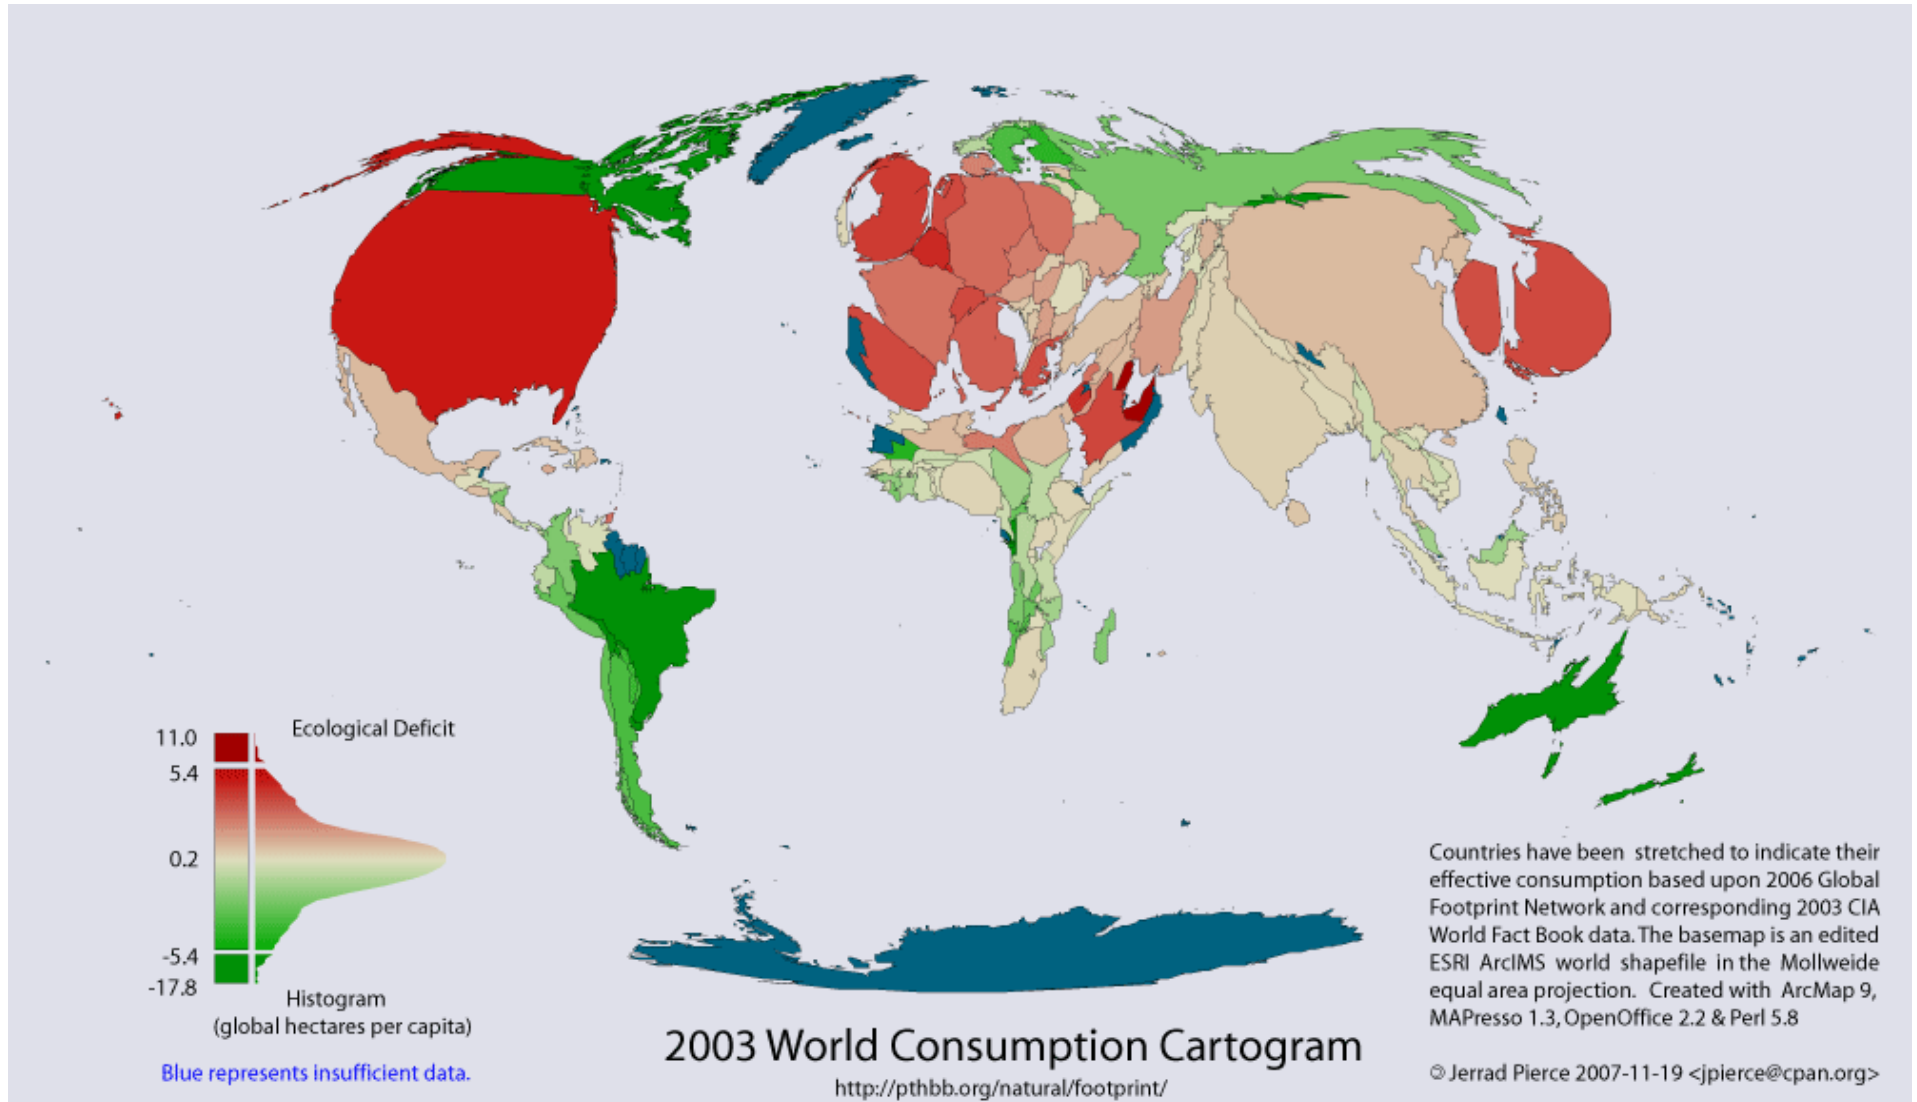 Ecological Deficit
11.0
5.4
0.2
-5.4
-17.8
Histogram
(global hectares per capita)
Blue represents insufficient data.
2003 World Consumption Cartogram
http://pthbb.org/natural/footprint/
Countries have been stretched to indicate their
effective consumption based upon 2006 Global
Footprint Network and corresponding 2003 CIA
World Fact Book data. The basemap is an edited
ESRI ArcIMS world shapefile in the Mollweide
equal area projection. Created with ArcMap 9,
MAPresso 1.3, OpenOffice 2.2 & Perl 5.8
© Jerrad Pierce 2007-11-19 <jpierce@cpan.org>